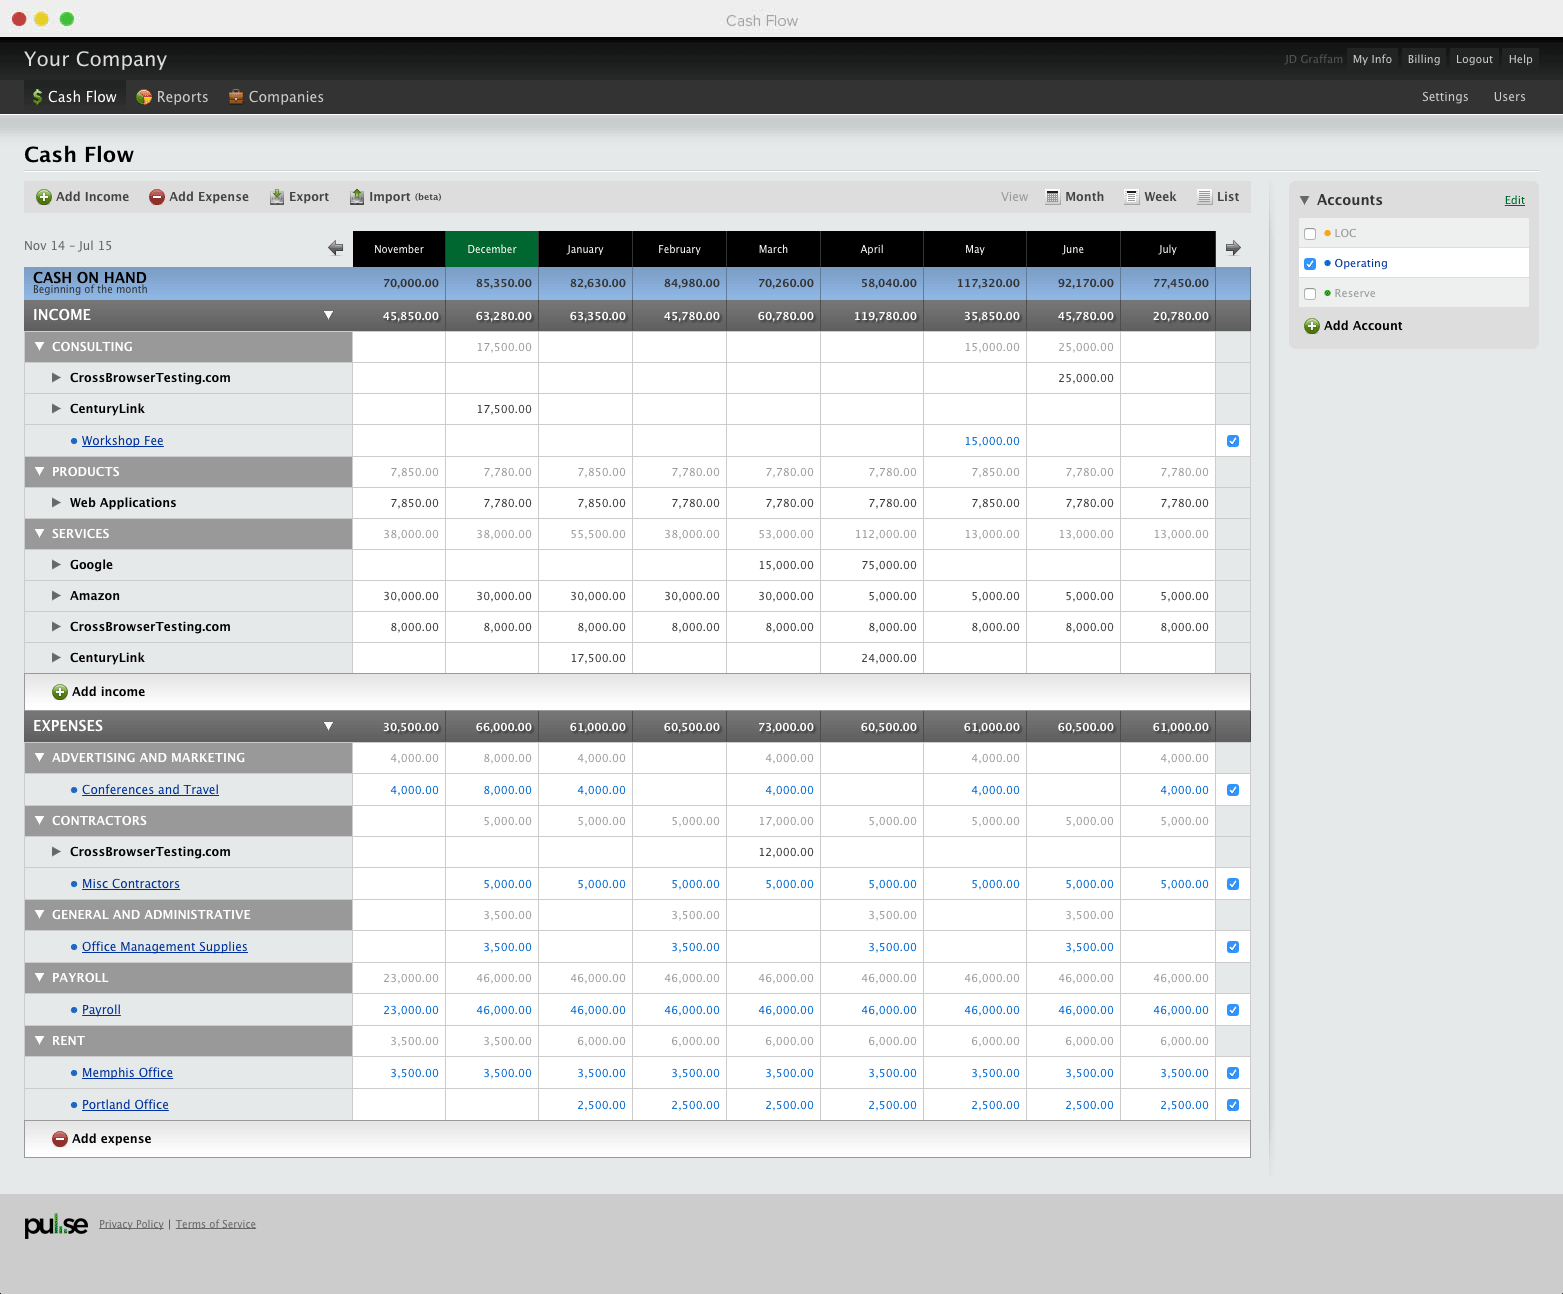 Cash Flow
Your Company
JD Graffam My Info Billing Logout Help
Cash Flow Reports Companies Settings Users
Cash Flow
Add Income Add Expense Export Import (beta) View Month Week List
Nov 14 - Jul 15 November December January February March April May June July
CASH ON HAND
Beginning of the month
70,000.00 85,350.00 82,630.00 84,980.00 70,260.00 58,040.00 117,320.00 92,170.00 77,450.00
INCOME 45,850.00 63,280.00 63,350.00 45,780.00 60,780.00 119,780.00 35,850.00 45,780.00 20,780.00
CONSULTING 17,500.00 15,000.00 25,000.00
CrossBrowserTesting.com 25,000.00
CenturyLink 17,500.00
Workshop Fee 15,000.00
PRODUCTS 7,850.00 7,780.00 7,850.00 7,780.00 7,780.00 7,780.00 7,850.00 7,780.00 7,780.00
Web Applications 7,850.00 7,780.00 7,850.00 7,780.00 7,780.00 7,780.00 7,850.00 7,780.00 7,780.00
SERVICES 38,000.00 38,000.00 55,500.00 38,000.00 53,000.00 112,000.00 13,000.00 13,000.00 13,000.00
Google 15,000.00 75,000.00
Amazon 30,000.00 30,000.00 30,000.00 30,000.00 30,000.00 5,000.00 5,000.00 5,000.00 5,000.00
CrossBrowserTesting.com 8,000.00 8,000.00 8,000.00 8,000.00 8,000.00 8,000.00 8,000.00 8,000.00 8,000.00
CenturyLink 17,500.00 24,000.00
Add income
EXPENSES 30,500.00 66,000.00 61,000.00 60,500.00 73,000.00 60,500.00 61,000.00 60,500.00 61,000.00
ADVERTISING AND MARKETING 4,000.00 8,000.00 4,000.00 4,000.00 4,000.00 4,000.00
Conferences and Travel 4,000.00 8,000.00 4,000.00 4,000.00 4,000.00 4,000.00
CONTRACTORS 5,000.00 5,000.00 5,000.00 17,000.00 5,000.00 5,000.00 5,000.00 5,000.00
CrossBrowserTesting.com 12,000.00
Misc Contractors 5,000.00 5,000.00 5,000.00 5,000.00 5,000.00 5,000.00 5,000.00 5,000.00
GENERAL AND ADMINISTRATIVE 3,500.00 3,500.00 3,500.00 3,500.00
Office Management Supplies 3,500.00 3,500.00 3,500.00 3,500.00
PAYROLL 23,000.00 46,000.00 46,000.00 46,000.00 46,000.00 46,000.00 46,000.00 46,000.00 46,000.00
Payroll 23,000.00 46,000.00 46,000.00 46,000.00 46,000.00 46,000.00 46,000.00 46,000.00 46,000.00
RENT 3,500.00 3,500.00 6,000.00 6,000.00 6,000.00 6,000.00 6,000.00 6,000.00 6,000.00
Memphis Office 3,500.00 3,500.00 3,500.00 3,500.00 3,500.00 3,500.00 3,500.00 3,500.00 3,500.00
Portland Office 2,500.00 2,500.00 2,500.00 2,500.00 2,500.00 2,500.00 2,500.00
Add expense
Accounts Edit
LOC
Operating
Reserve
Add Account
pulse Privacy Policy | Terms of Service